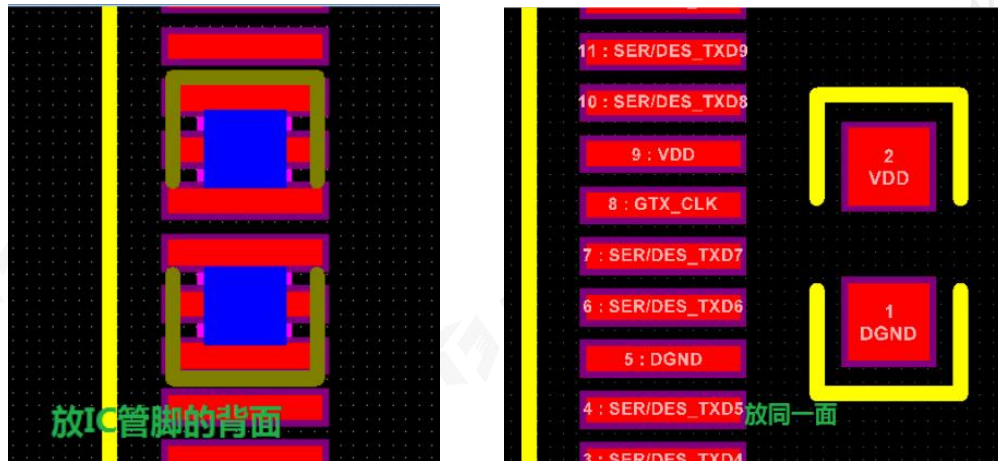 放IC管脚的背面
11 : SER/DES_TXD9
10 : SER/DES_TXD8
9 : VDD
8 : GTX_CLK
7 : SER/DES_TXD7
6 : SER/DES_TXD6
5 : DGND
4 : SER/DES_TXD5
3 : SER/DES_TXD4
2
VDD
1
DGND
放同一面